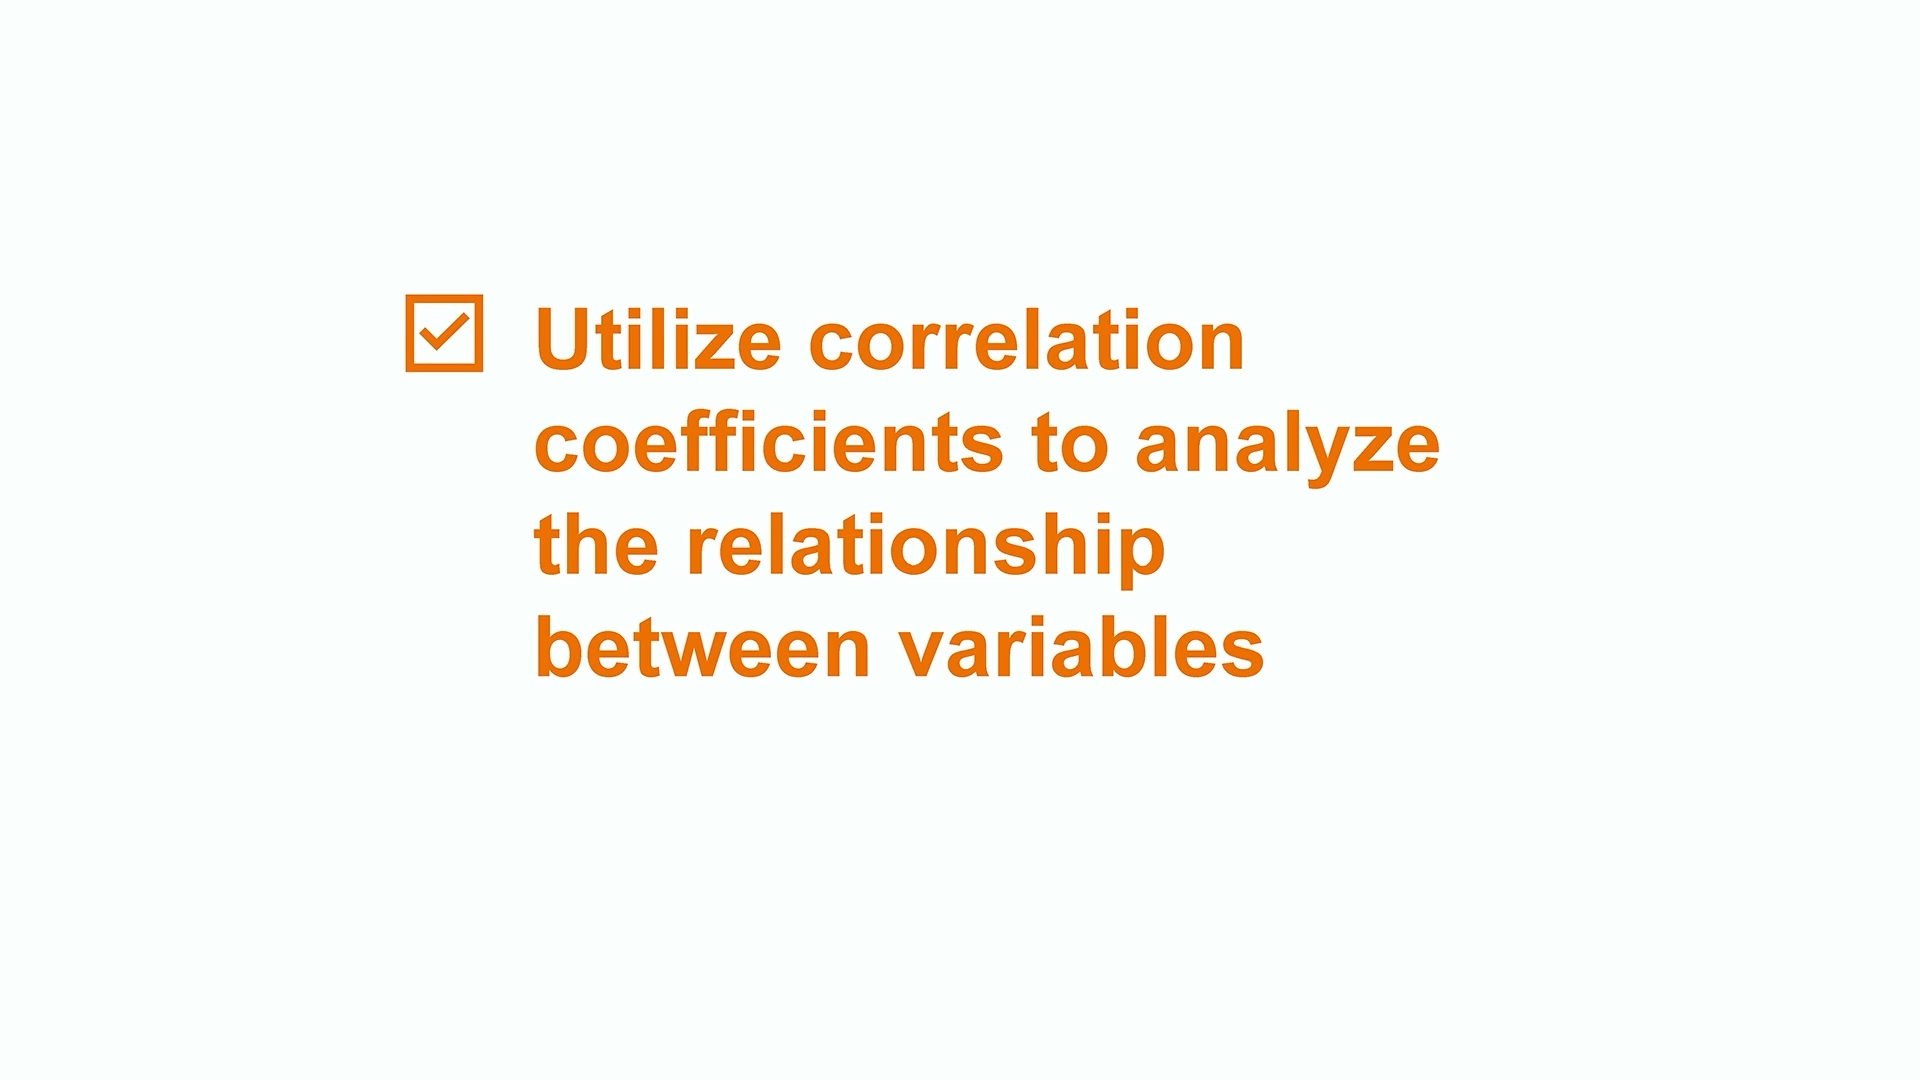 Utilize correlation
coefficients to analyze
the relationship
between variables